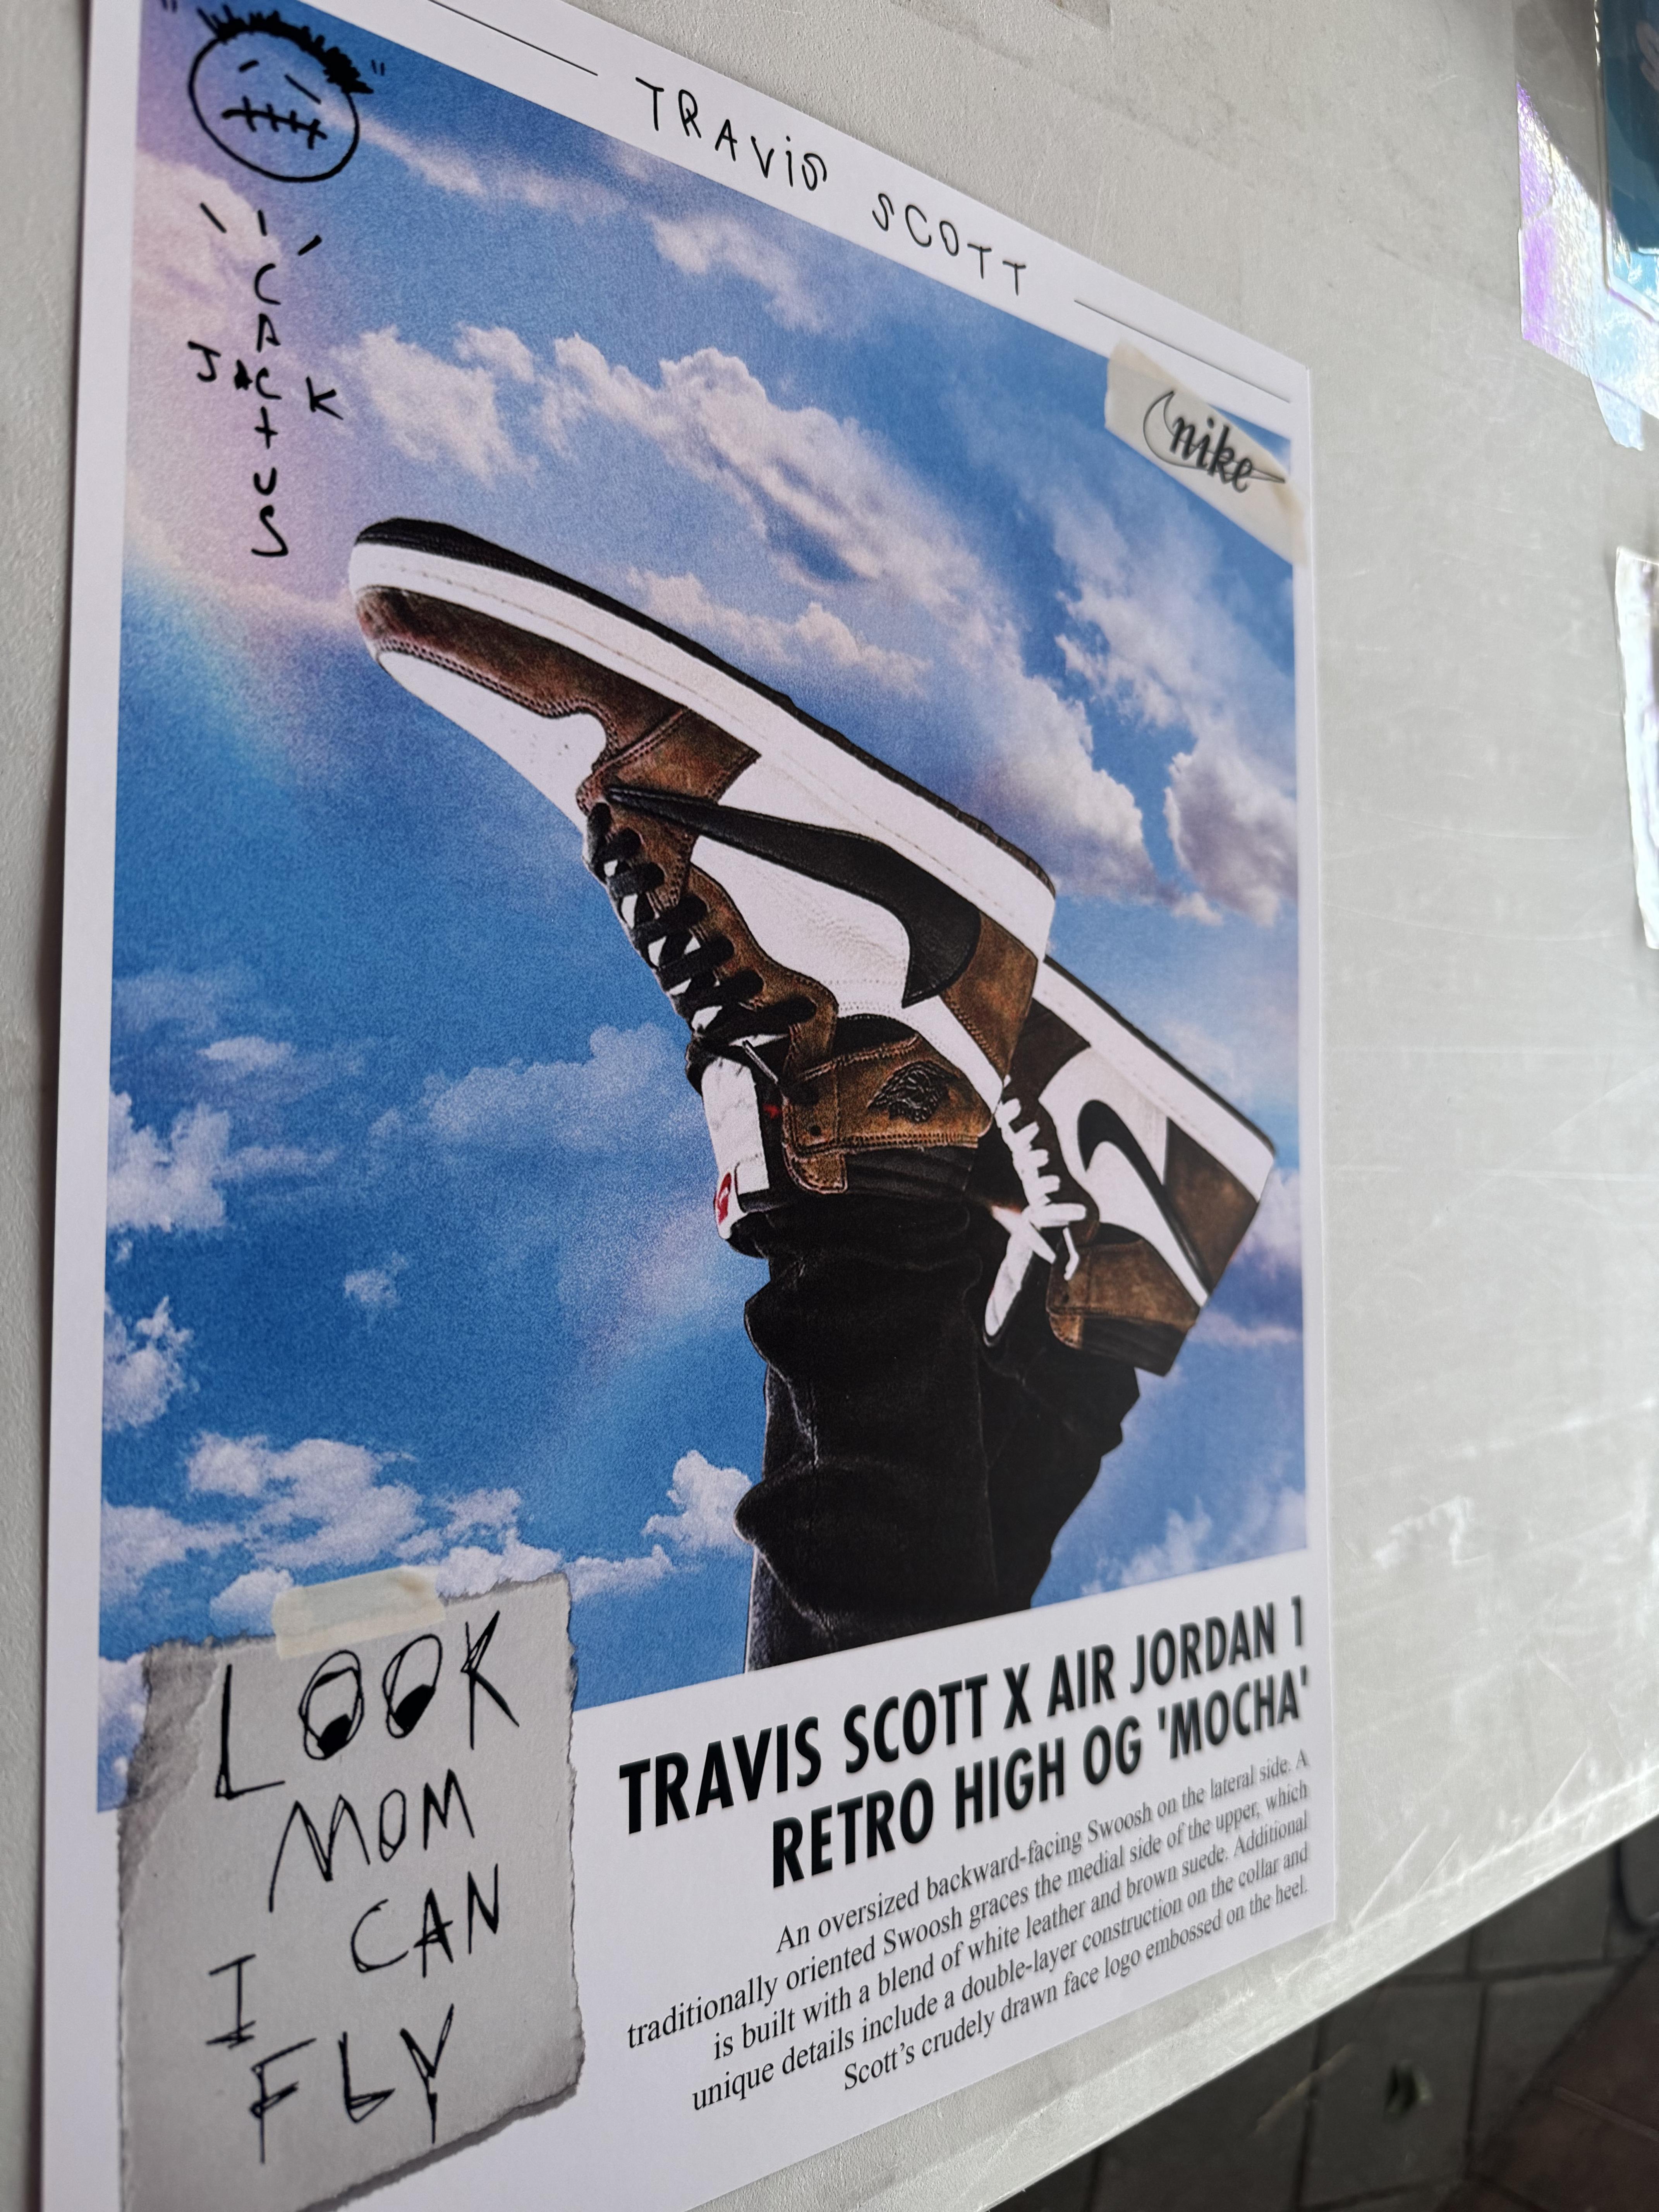 TRAVIS SCOTT
CACTUS
JACK
nike
LOOK
MOM
I CAN
FLY
TRAVIS SCOTT X AIR JORDAN 1
RETRO HIGH OG 'MOCHA'
An oversized backward-facing Swoosh on the lateral side. A
traditionally oriented Swoosh graces the medial side of the upper, which
is built with a blend of white leather and brown suede. Additional
unique details include a double-layer construction on the collar and
Scott’s crudely drawn face logo embossed on the heel.